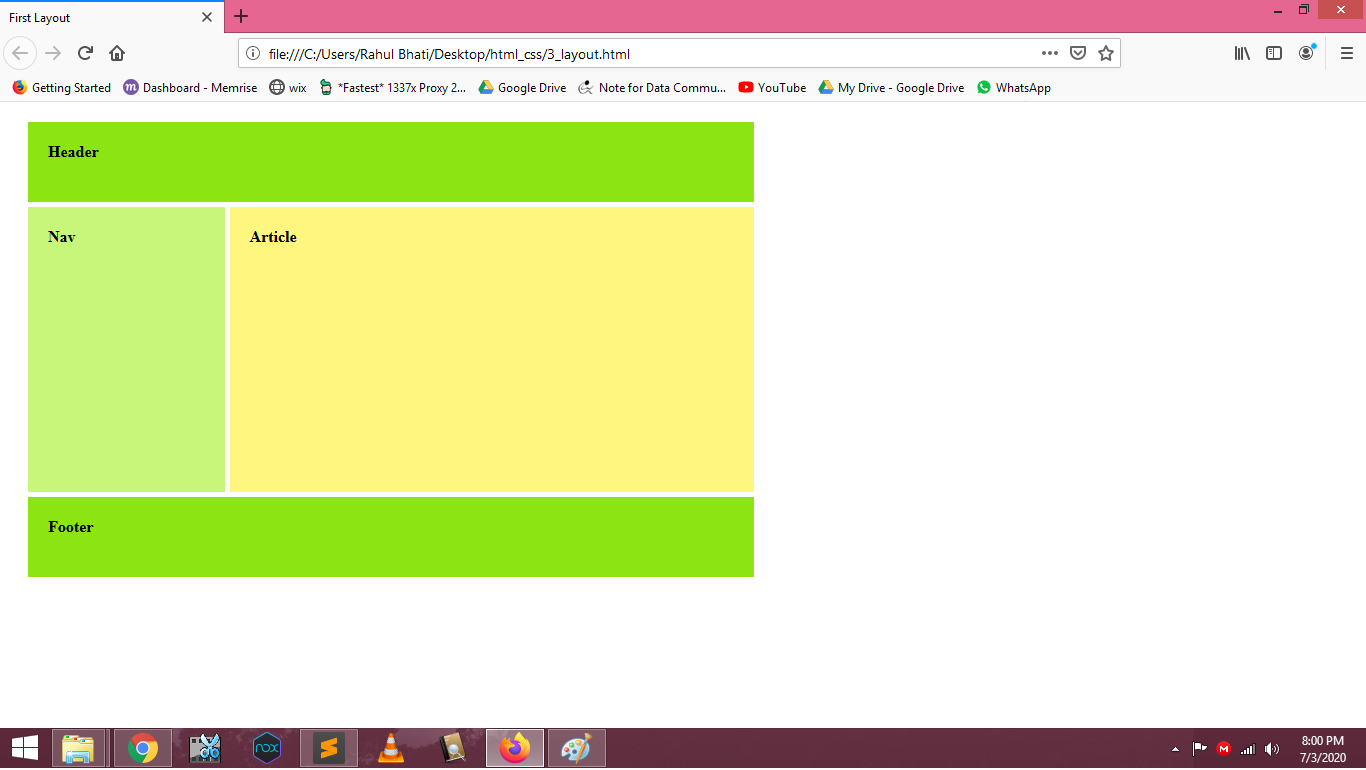 First Layout
file:///C:/Users/Rahul Bhati/Desktop/html_css/3_layout.html
Getting Started
Dashboard - Memrise
wix
*Fastest* 1337x Proxy 2...
Google Drive
Note for Data Commu...
YouTube
My Drive - Google Drive
WhatsApp
Header
Nav
Article
Footer
nox
8:00 PM
7/3/2020